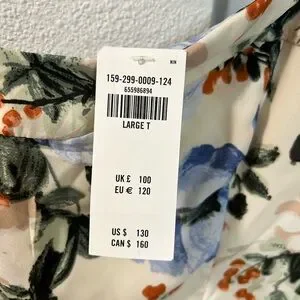 159-299-0009-124
655986894
LARGE T
UK £ 100
EU € 120
US $ 130
CAN $ 160